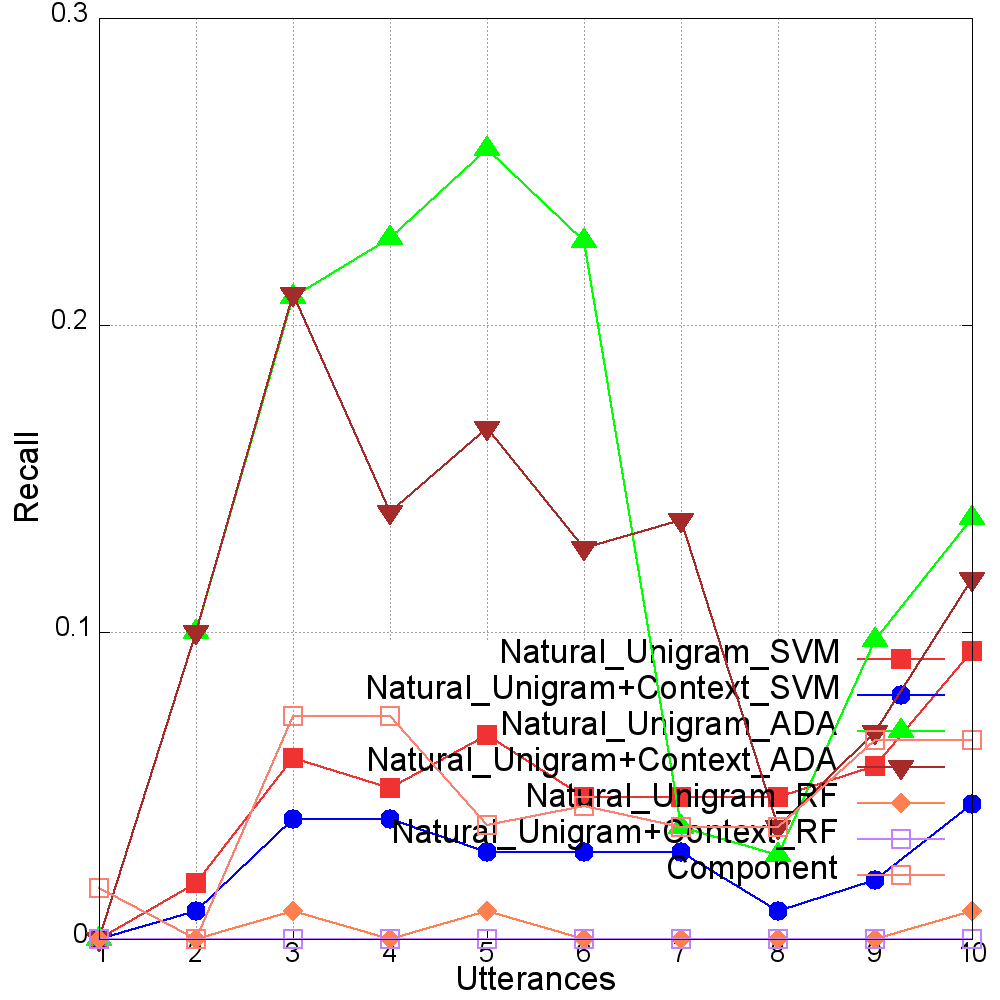 0.3
0.2
Recall
0.1
Natural_Unigram_SVM
Natural_Unigram+Context_SVM
Natural_Unigram_ADA
Natural_Unigram+Context_ADA
Natural_Unigram_RF
Natural_Unigram+Context_RF
Component
0
1 2 3 4 5 6 7 8 9 10
Utterances